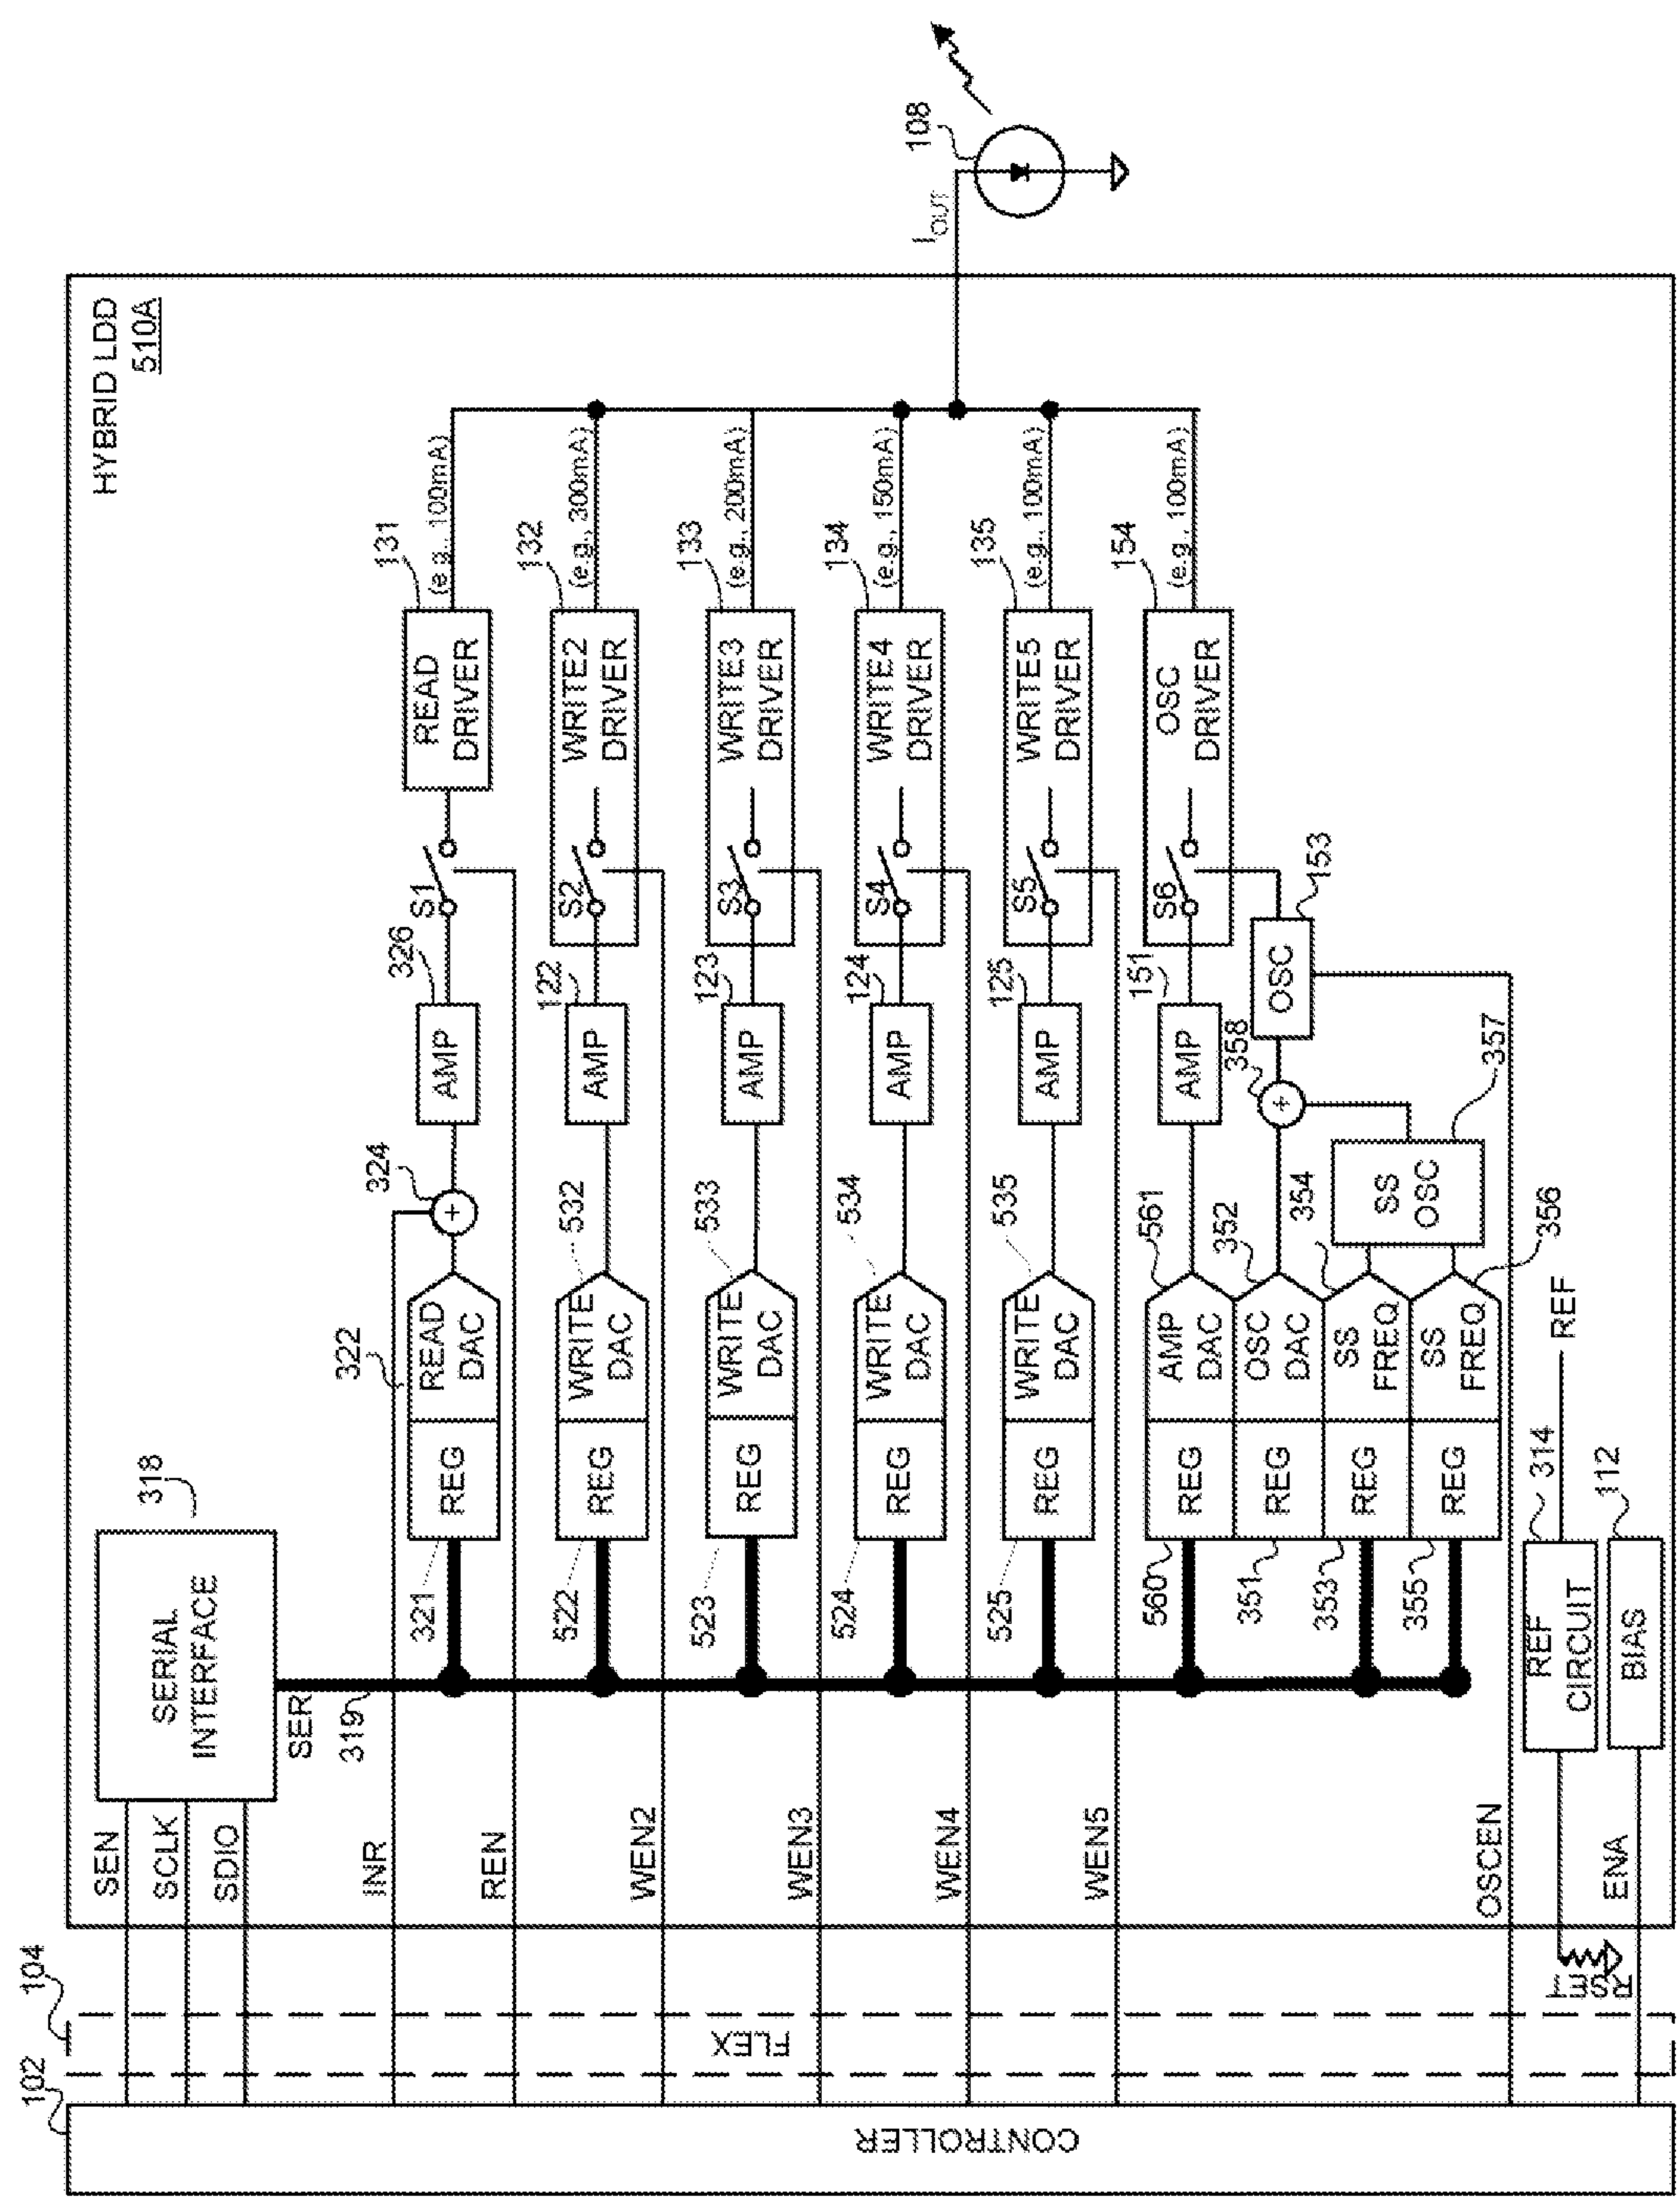 HYBRID LDD
510A
SERIAL
INTERFACE
318
SEN
SCLK
SDIO
SER
319
INR
REN
WEN2
WEN3
WEN4
WEN5
OSCEN
ENA
102
104
CONTROLLER
FLEX
RSET
321
REG
READ
DAC
322
324
+
AMP
326
S1
READ
DRIVER
131
(e.g., 100mA)
522
REG
WRITE
DAC
532
AMP
122
S2
WRITE2
DRIVER
132
(e.g., 300mA)
523
REG
WRITE
DAC
533
AMP
123
S3
WRITE3
DRIVER
133
(e.g., 200mA)
524
REG
WRITE
DAC
534
AMP
124
S4
WRITE4
DRIVER
134
(e.g., 150mA)
525
REG
WRITE
DAC
535
AMP
125
S5
WRITE5
DRIVER
135
(e.g., 100mA)
560
REG
AMP
DAC
561
AMP
151
S6
OSC
DRIVER
154
(e.g., 100mA)
351
REG
OSC
DAC
352
358
+
OSC
153
353
REG
SS
FREQ
354
355
REG
SS
FREQ
356
SS
OSC
357
REF
CIRCUIT
314
REF
BIAS
112
IOUT
108